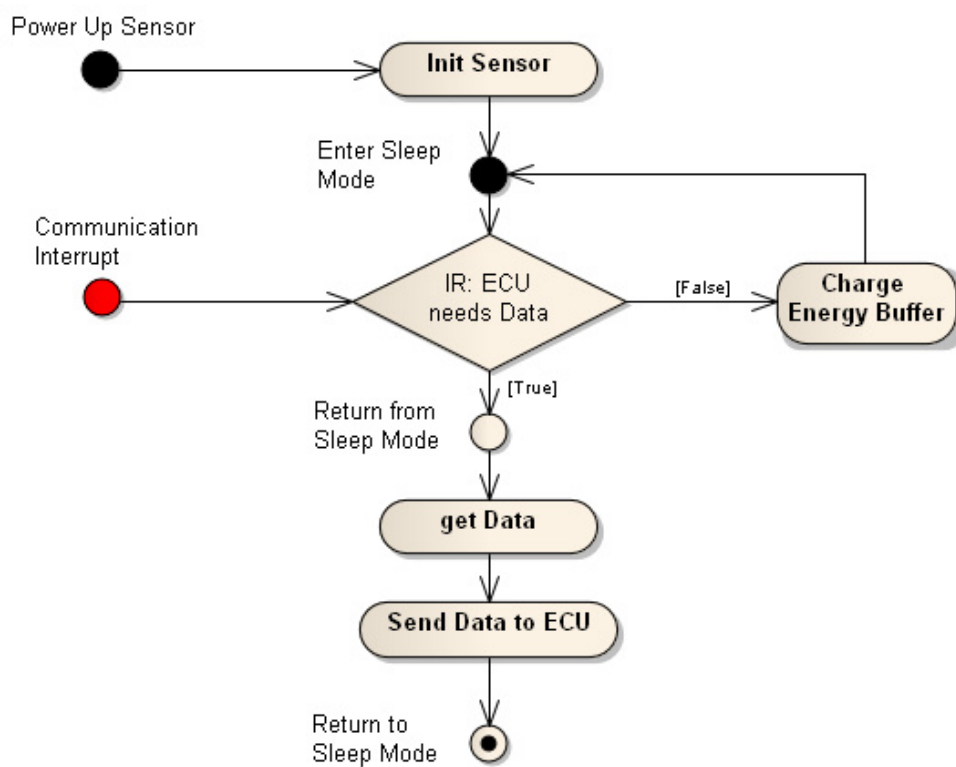 Power Up Sensor
Init Sensor
Enter Sleep
Mode
Communication
Interrupt
IR: ECU
needs Data
[False]
Charge
Energy Buffer
[True]
Return from
Sleep Mode
get Data
Send Data to ECU
Return to
Sleep Mode